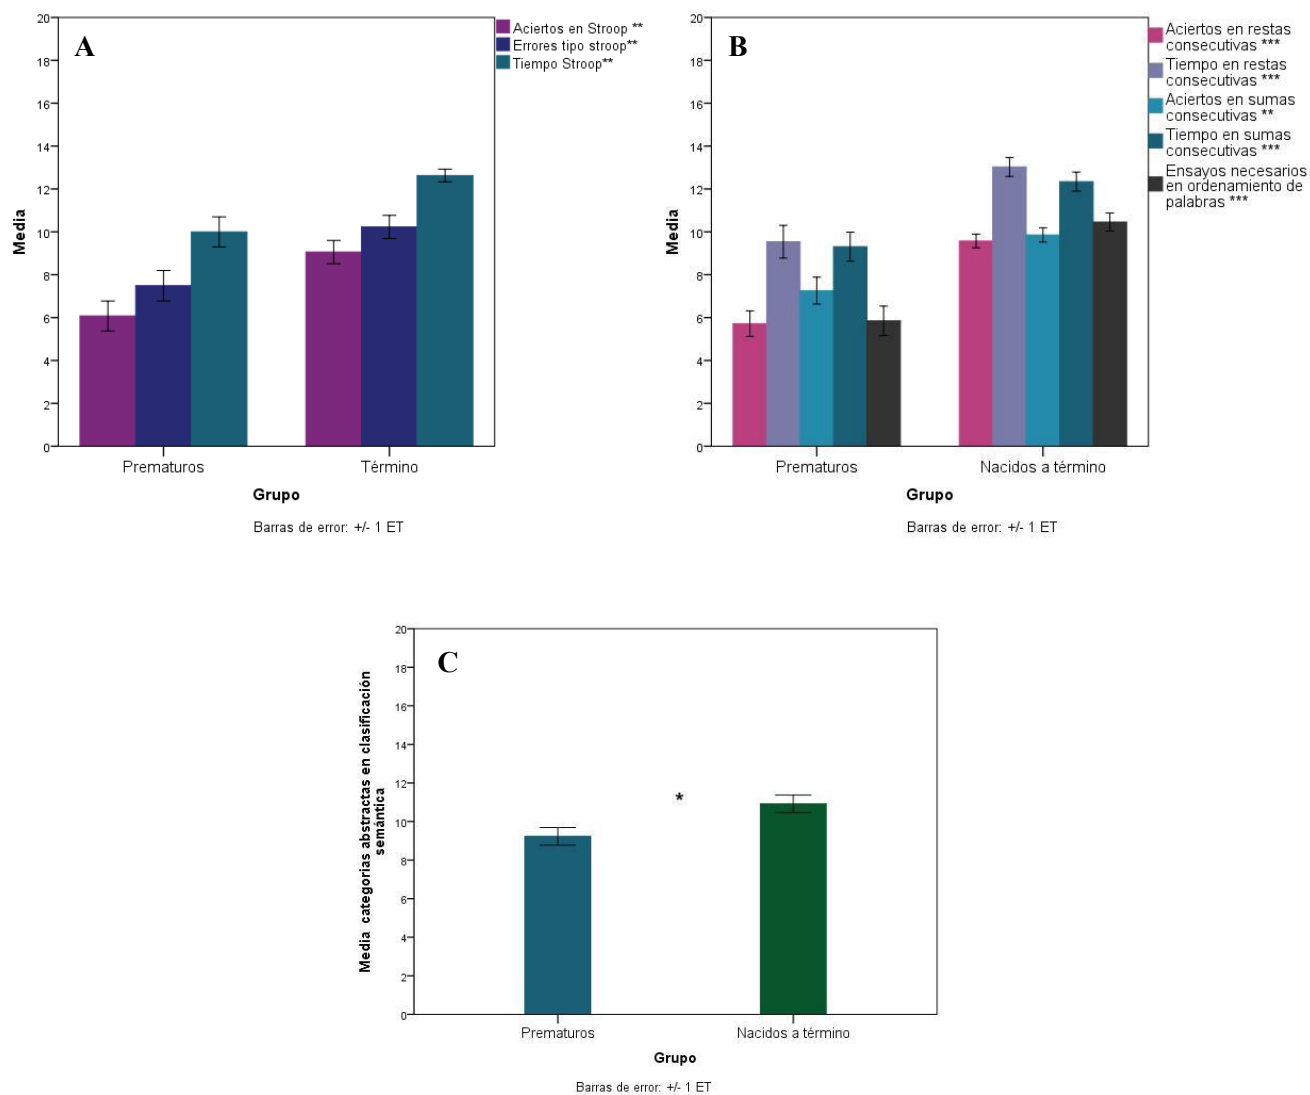 A
Media
20
18
16
14
12
10
8
6
4
2
0
Prematuros
Término
Grupo
Barras de error: +/- 1 ET
Aciertos en Stroop **
Errores tipo stroop**
Tiempo Stroop**
B
Media
20
18
16
14
12
10
8
6
4
2
0
Prematuros
Nacidos a término
Grupo
Barras de error: +/- 1 ET
Aciertos en restas
consecutivas ***
Tiempo en restas
consecutivas ***
Aciertos en sumas
consecutivas **
Tiempo en sumas
consecutivas ***
Ensayos necesarios
en ordenamiento de
palabras ***
C
Media categorias abstractas en clasificación
semántica
20
18
16
14
12
10
8
6
4
2
0
*
Prematuros
Nacidos a término
Grupo
Barras de error: +/- 1 ET